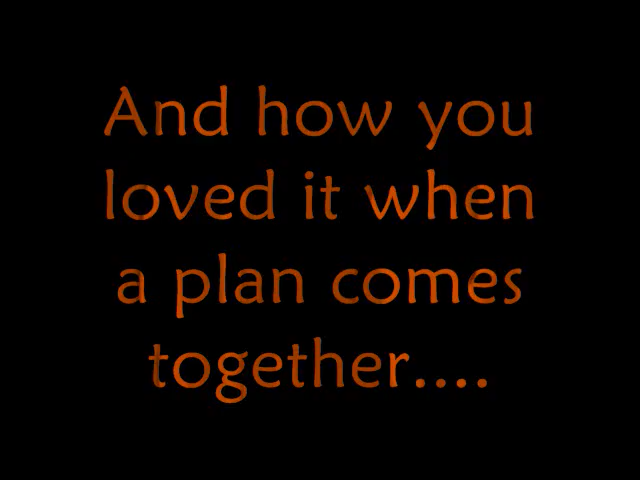 And how you
loved it when
a plan comes
together....